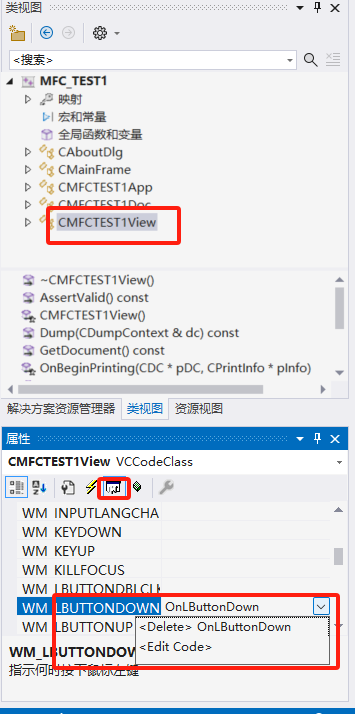 类视图
<搜索>
MFC_TEST1
映射
宏和常量
全局函数和变量
CAboutDlg
CMainFrame
CMFCTEST1App
CMFCTEST1Doc
CMFCTEST1View
~CMFCTEST1View()
AssertValid() const
CMFCTEST1View()
Dump(CDumpContext & dc) const
GetDocument() const
OnBeginPrinting(CDC * pDC, CPrintInfo * pInfo)
解决方案资源管理器 类视图 资源视图
属性
CMFCTEST1View VCCodeClass
WM_INPUTLANGCHA
WM_KEYDOWN
WM_KEYUP
WM_KILLFOCUS
WM_LBUTTONDBLCLK
WM_LBUTTONDOWN OnLButtonDown
WM_LBUTTONUP <Delete> OnLButtonDown
<Edit Code>
WM_LBUTTONDOW
指示何时按下鼠标左键